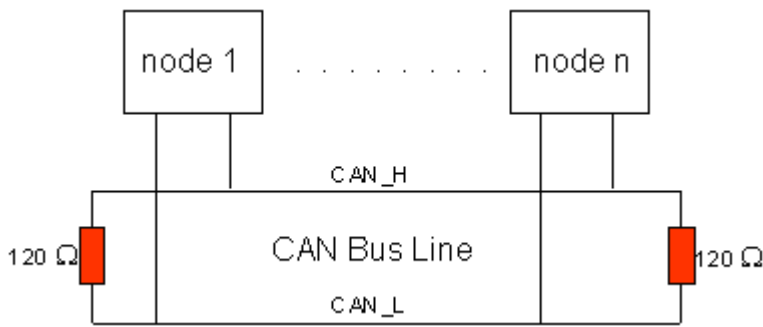 node 1
. . . . . . . .
node n
CAN_H
120 Ω
CAN Bus Line
120 Ω
CAN_L